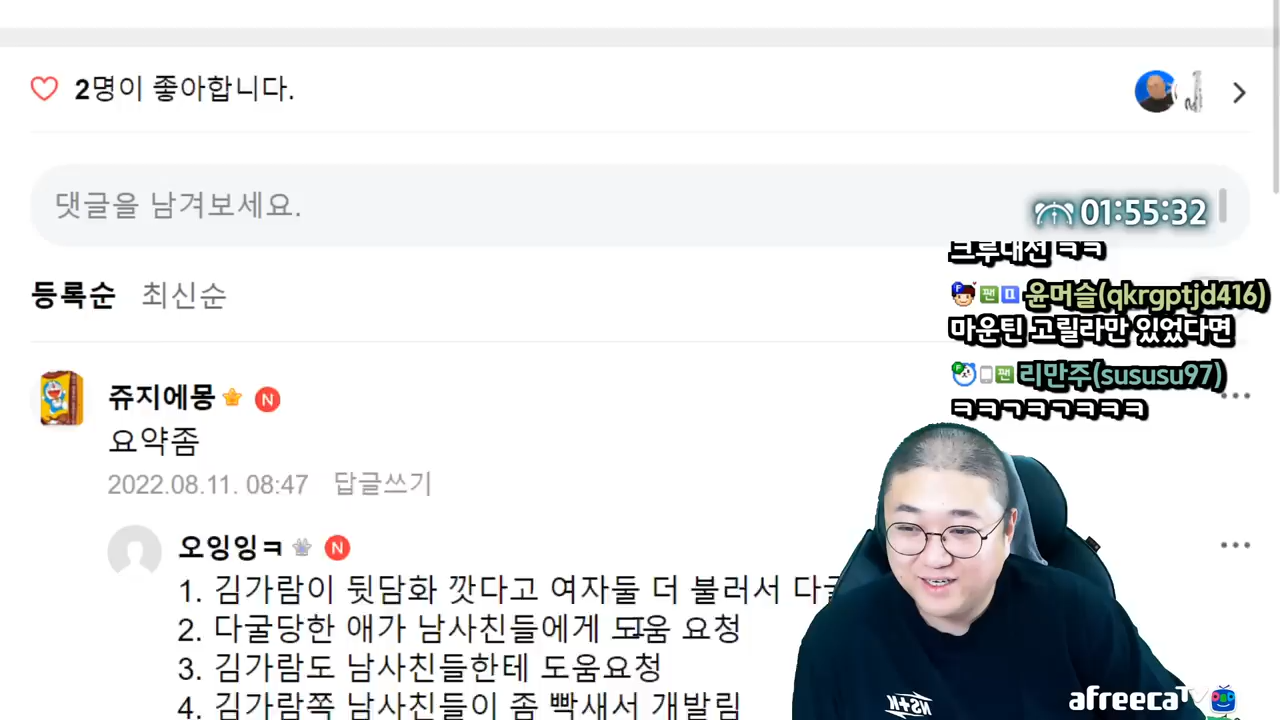 2명이 좋아합니다.
댓글을 남겨보세요.
01:55:32
등록순 최신순
크루대전 ㅋㅋ
윤머슬(qkrgptjd416)
마운틴 고릴라만 있었다면
리만주(sususu97)
ㅋㅋㄱㅋㄱㅋㅋㅋ
쥬지에몽 N
요약좀
2022.08.11. 08:47 답글쓰기
오잉잉ㅋ N
1. 김가람이 뒷담화 깠다고 여자둘 더 불러서
2. 다굴당한 애가 남사친들에게 도움 요청
3. 김가람도 남사친들한테 도움요청
4. 김가람쪽 남사친들이 좀 빡새서 개발림
NS+K
afreecaTV